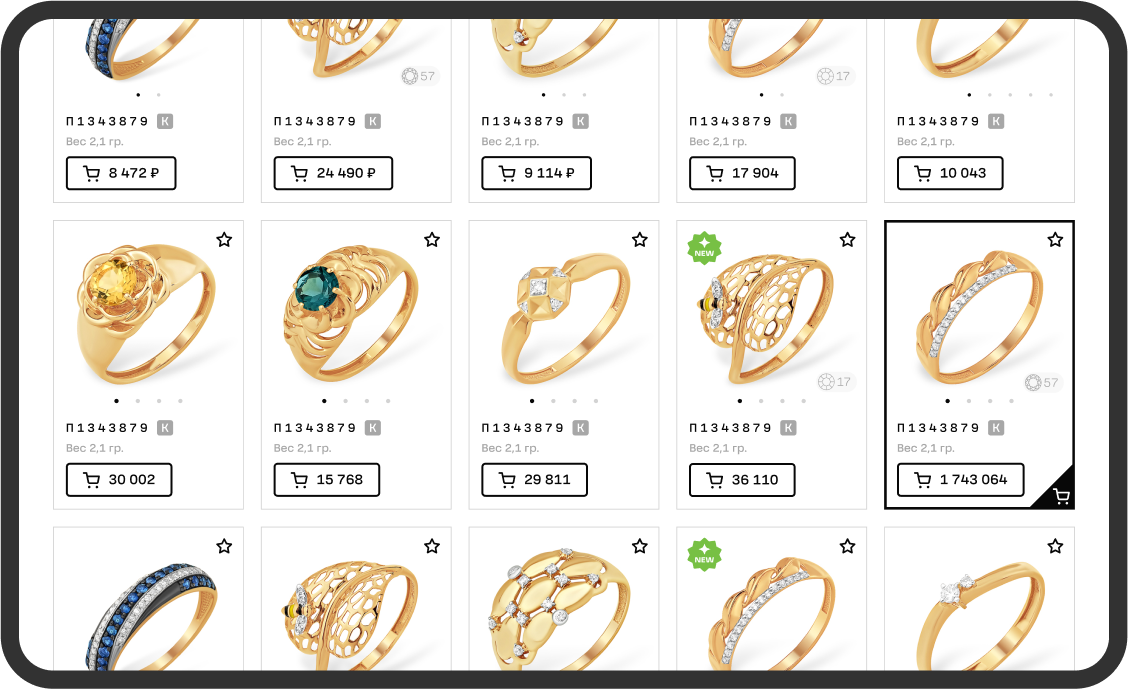 57
17
П1343879 K
П1343879 K
П1343879 K
П1343879 K
П1343879 K
Вес 2,1 гр.
Вес 2,1 гр.
Вес 2,1 гр.
Вес 2,1 гр.
Вес 2,1 гр.
8 472 ₽
24 490 ₽
9 114 ₽
17 904
10 043
NEW
17
57
П1343879 K
П1343879 K
П1343879 K
П1343879 K
П1343879 K
Вес 2,1 гр.
Вес 2,1 гр.
Вес 2,1 гр.
Вес 2,1 гр.
Вес 2,1 гр.
30 002
15 768
29 811
36 110
1 743 064
NEW